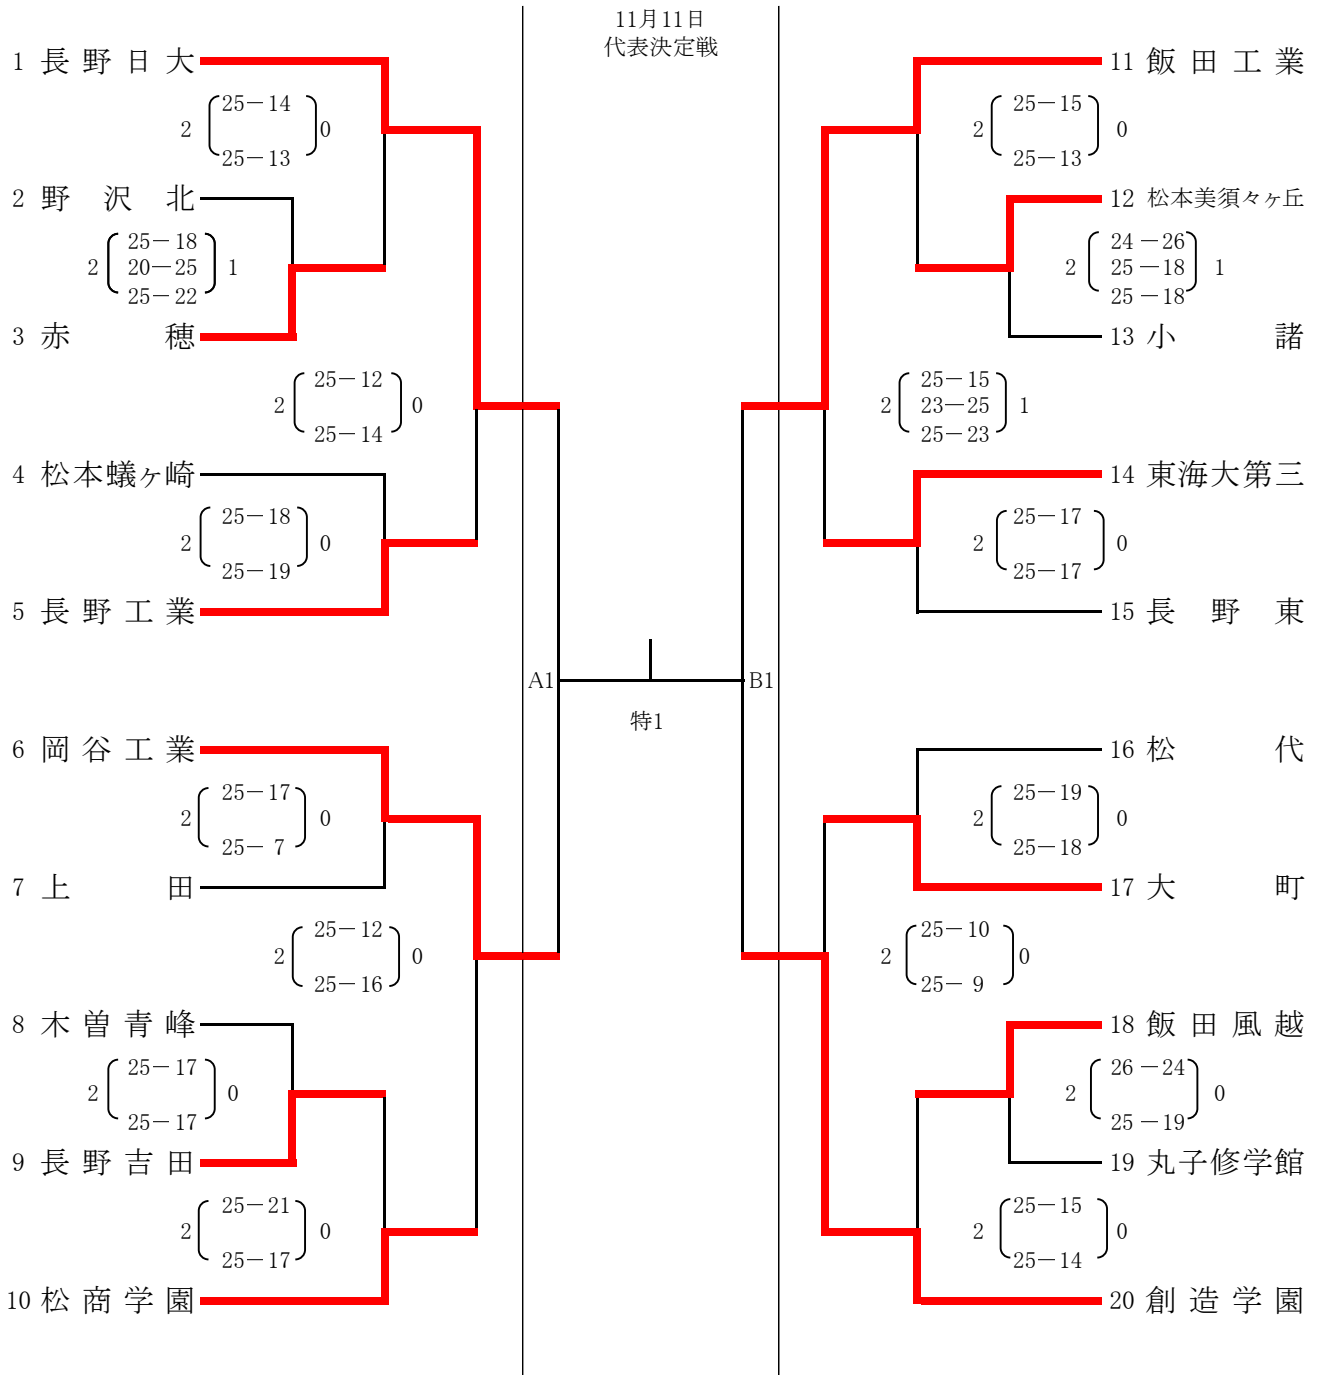 11月11日
代表決定戦
1 長野日大
25－14
2 0
25－13
2 野沢北
25－18
2 20－25 1
25－22
3 赤穂
25－12
2 0
25－14
4 松本蟻ヶ崎
25－18
2 0
25－19
5 長野工業
A1
6 岡谷工業
25－17
2 0
25－ 7
7 上田
25－12
2 0
25－16
8 木曽青峰
25－17
2 0
25－17
9 長野吉田
25－21
2 0
25－17
10 松商学園
特1
11 飯田工業
25－15
2 0
25－13
12 松本美須々ヶ丘
24－26
2 25－18 1
25－18
13 小諸
25－15
2 23－25 1
25－23
14 東海大第三
25－17
2 0
25－17
15 長野東
B1
16 松代
25－19
2 0
25－18
17 大町
25－10
2 0
25－ 9
18 飯田風越
26－24
2 0
25－19
19 丸子修学館
25－15
2 0
25－14
20 創造学園